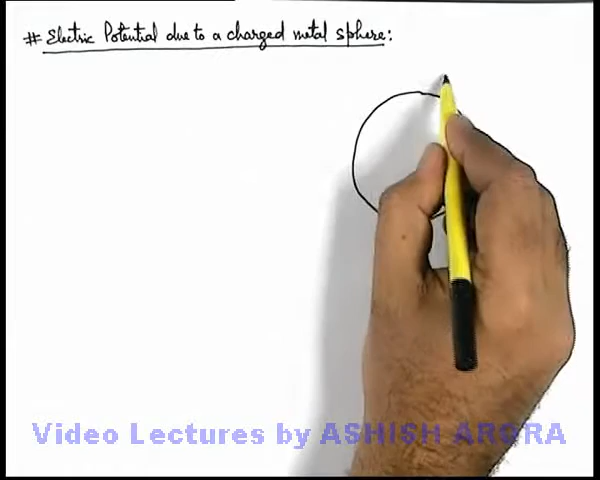 # Electric Potential due to a charged metal sphere:
Video Lectures by ASHISH ARORA